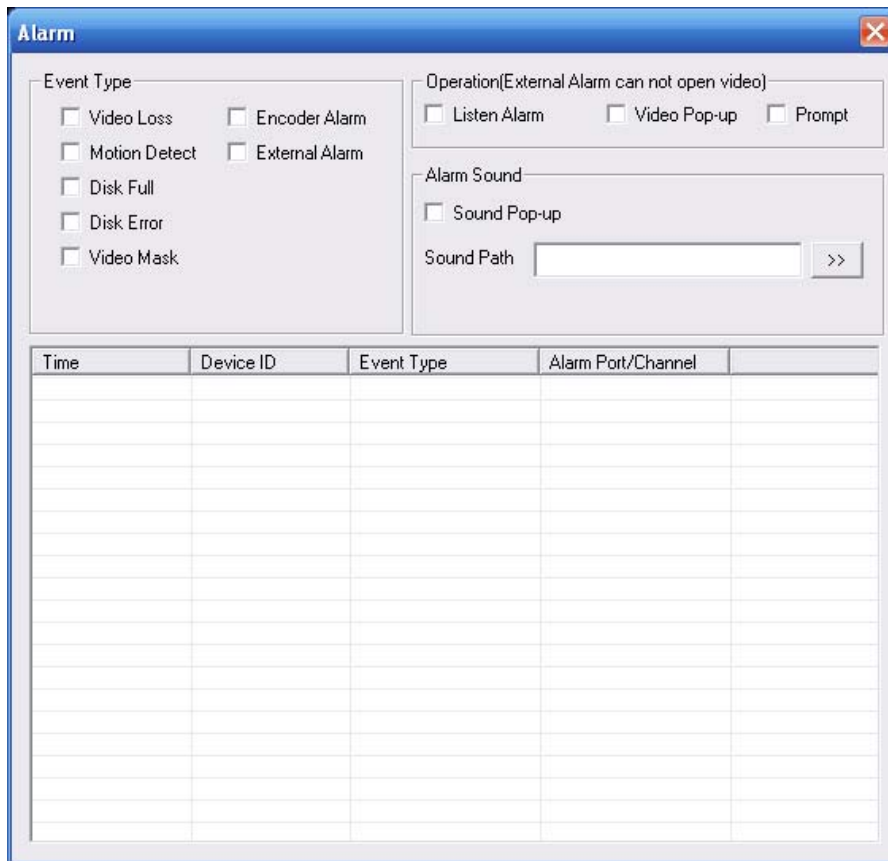 Alarm
Event Type
Video Loss
Encoder Alarm
Motion Detect
External Alarm
Disk Full
Disk Error
Video Mask
Operation(External Alarm can not open video)
Listen Alarm
Video Pop-up
Prompt
Alarm Sound
Sound Pop-up
Sound Path
>>
Time Device ID Event Type Alarm Port/Channel